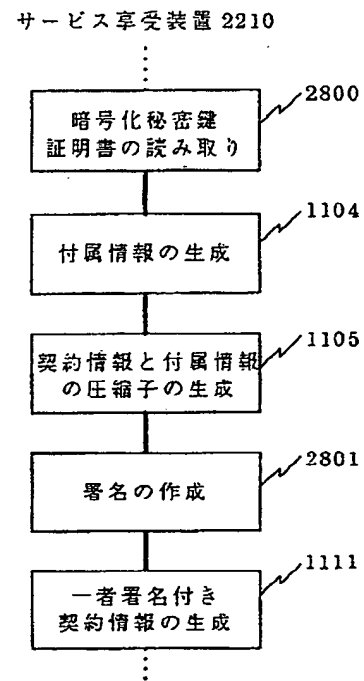 サービス享受装置 2210
2800
暗号化秘密鍵
証明書の読み取り
1104
付属情報の生成
1105
契約情報と付属情報
の圧縮子の生成
2801
署名の作成
1111
一者署名付き
契約情報の生成